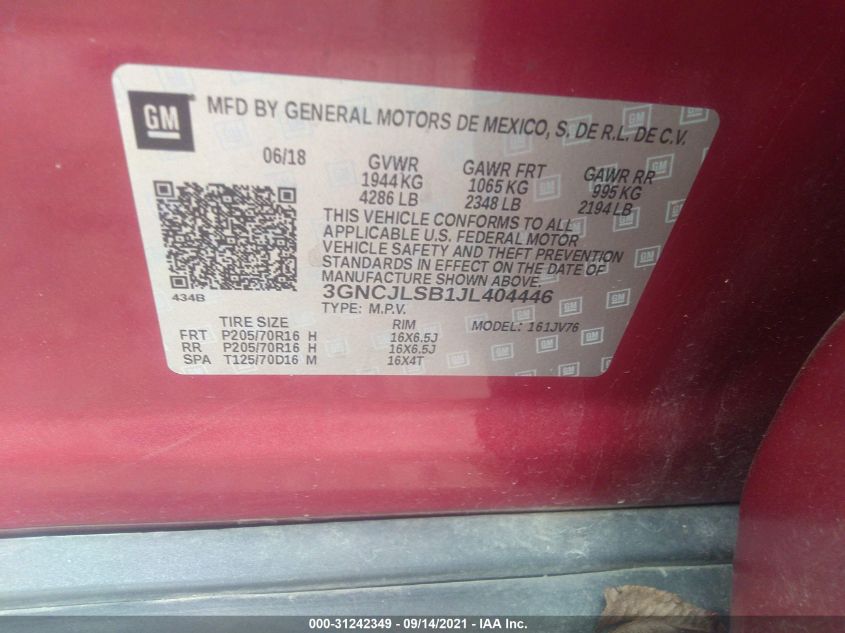 GM
MFD BY GENERAL MOTORS DE MEXICO, S. DE R.L. DE C.V.
06/18 GVWR GAWR FRT GAWR RR
1944 KG 1065 KG 995 KG
4286 LB 2348 LB 2194 LB
THIS VEHICLE CONFORMS TO ALL
APPLICABLE U.S. FEDERAL MOTOR
VEHICLE SAFETY AND THEFT PREVENTION
STANDARDS IN EFFECT ON THE DATE OF
MANUFACTURE SHOWN ABOVE.
434B 3GNCJLSB1JL404446
TYPE: M.P.V. MODEL: 161JV76
TIRE SIZE RIM
FRT P205/70R16 H 16X6.5J
RR P205/70R16 H 16X6.5J
SPA T125/70D16 M 16X4T
000-31242349 - 09/14/2021 - IAA Inc.